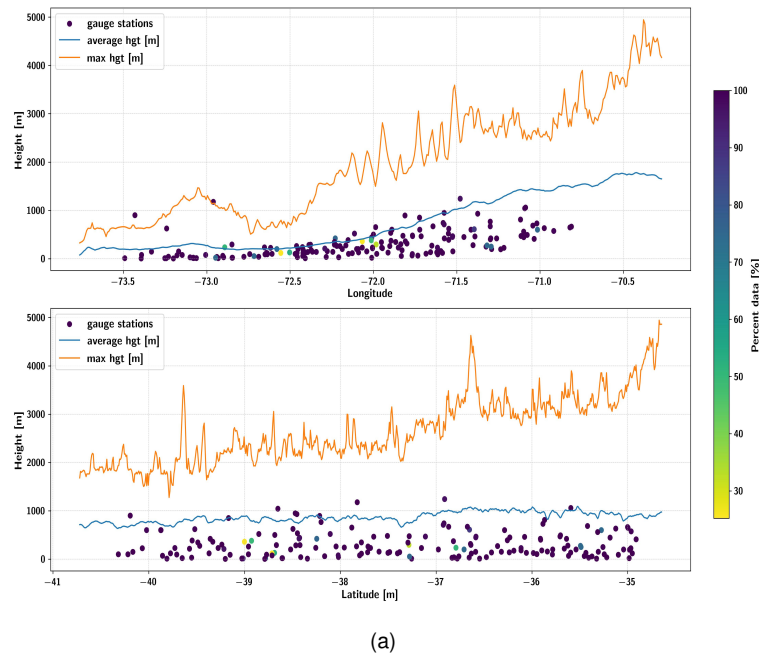 5000
4000
3000
2000
1000
0
Height [m]
gauge stations
average hgt [m]
max hgt [m]
−73.5
−73.0
−72.5
−72.0
−71.5
−71.0
−70.5
Longitude
5000
4000
3000
2000
1000
0
Height [m]
gauge stations
average hgt [m]
max hgt [m]
−41
−40
−39
−38
−37
−36
−35
Latitude [m]
100
90
80
70
60
50
40
30
Percent data [%]
(a)